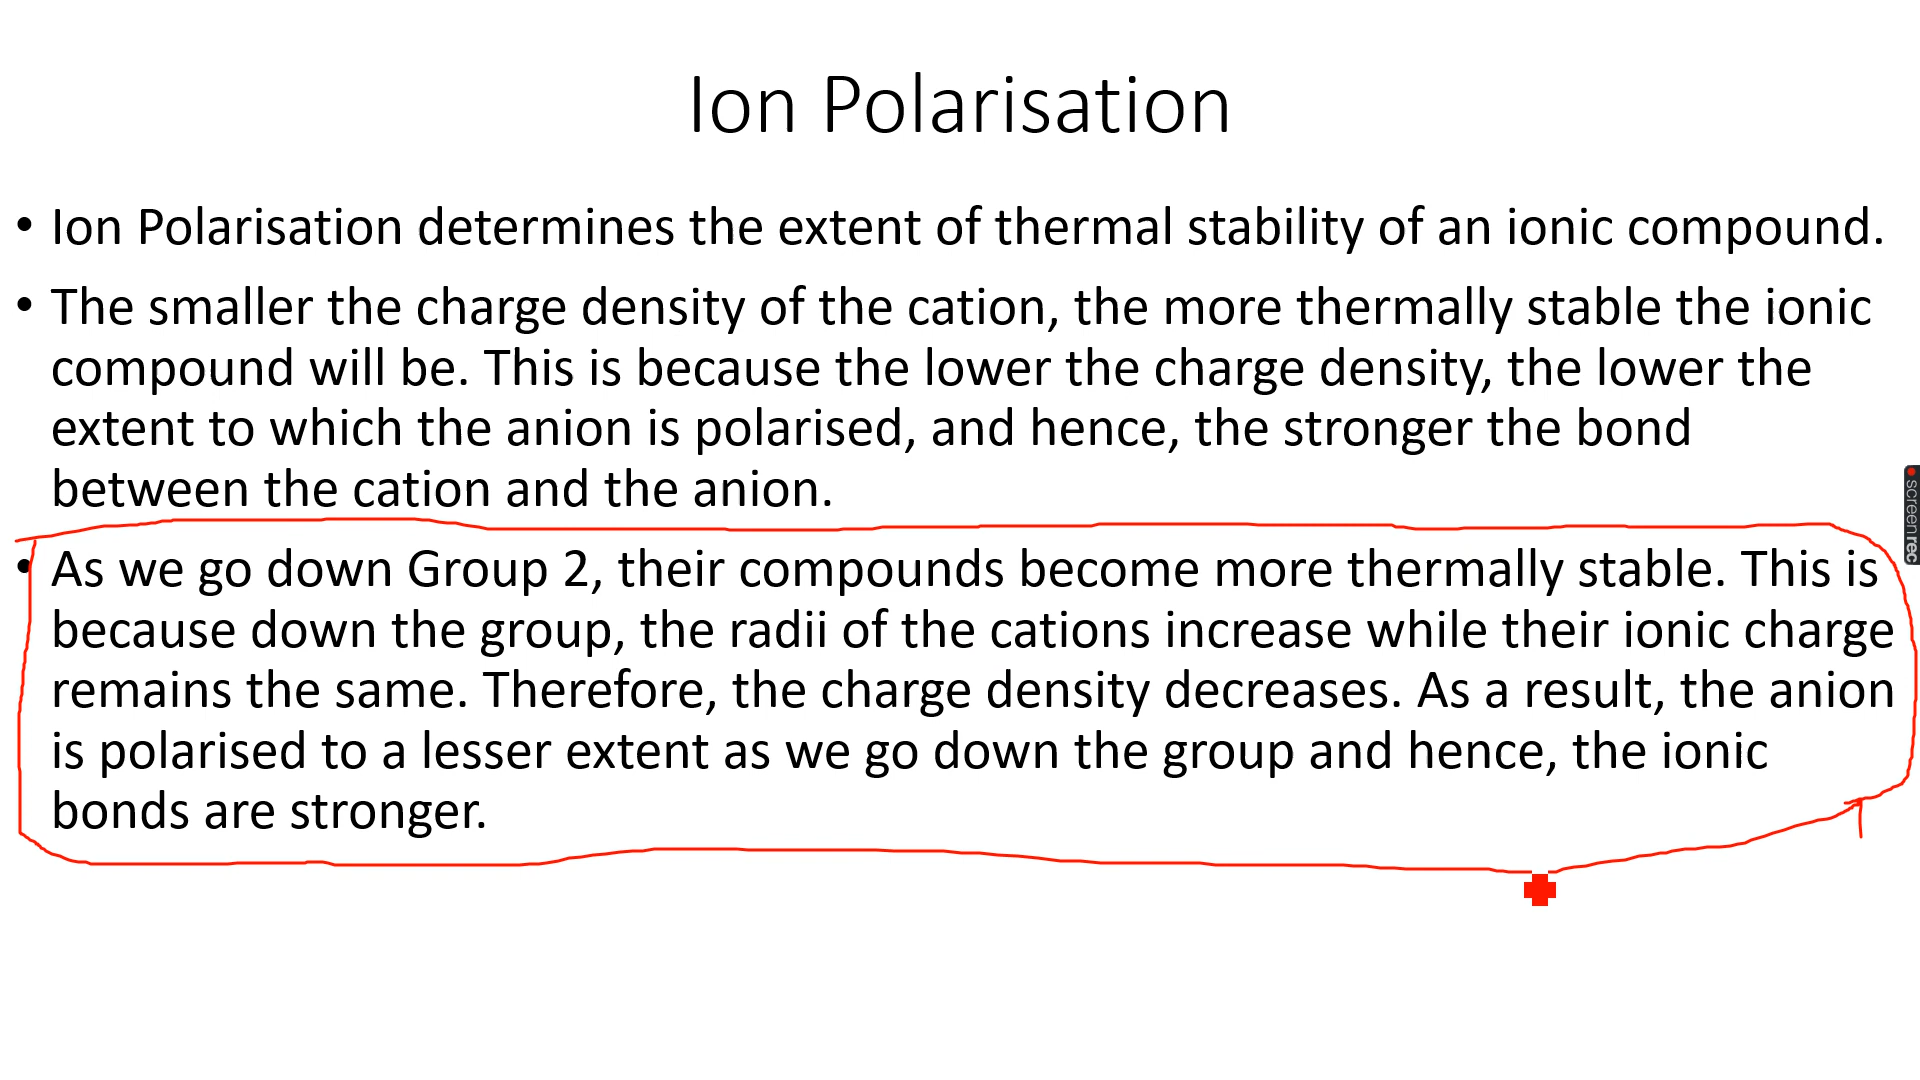 Ion Polarisation
• Ion Polarisation determines the extent of thermal stability of an ionic compound.
• The smaller the charge density of the cation, the more thermally stable the ionic
compound will be. This is because the lower the charge density, the lower the
extent to which the anion is polarised, and hence, the stronger the bond
between the cation and the anion.
• As we go down Group 2, their compounds become more thermally stable. This is
because down the group, the radii of the cations increase while their ionic charge
remains the same. Therefore, the charge density decreases. As a result, the anion
is polarised to a lesser extent as we go down the group and hence, the ionic
bonds are stronger.
screenrec